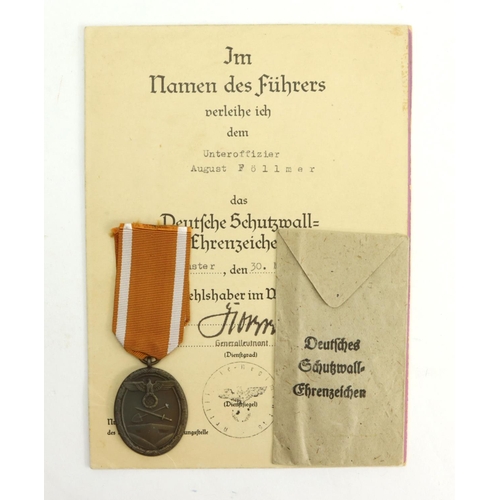 Im
Namen des Führers
verleihe ich
dem
Unteroffizier
August Föllmer
das
Deutsche Schutzwall=
Ehrenzeichen
, den 30.
Generalleutnant
(Dienstgrad)
(Dienstsiegel)
Deutsches
Schutzwall-
Ehrenzeichen